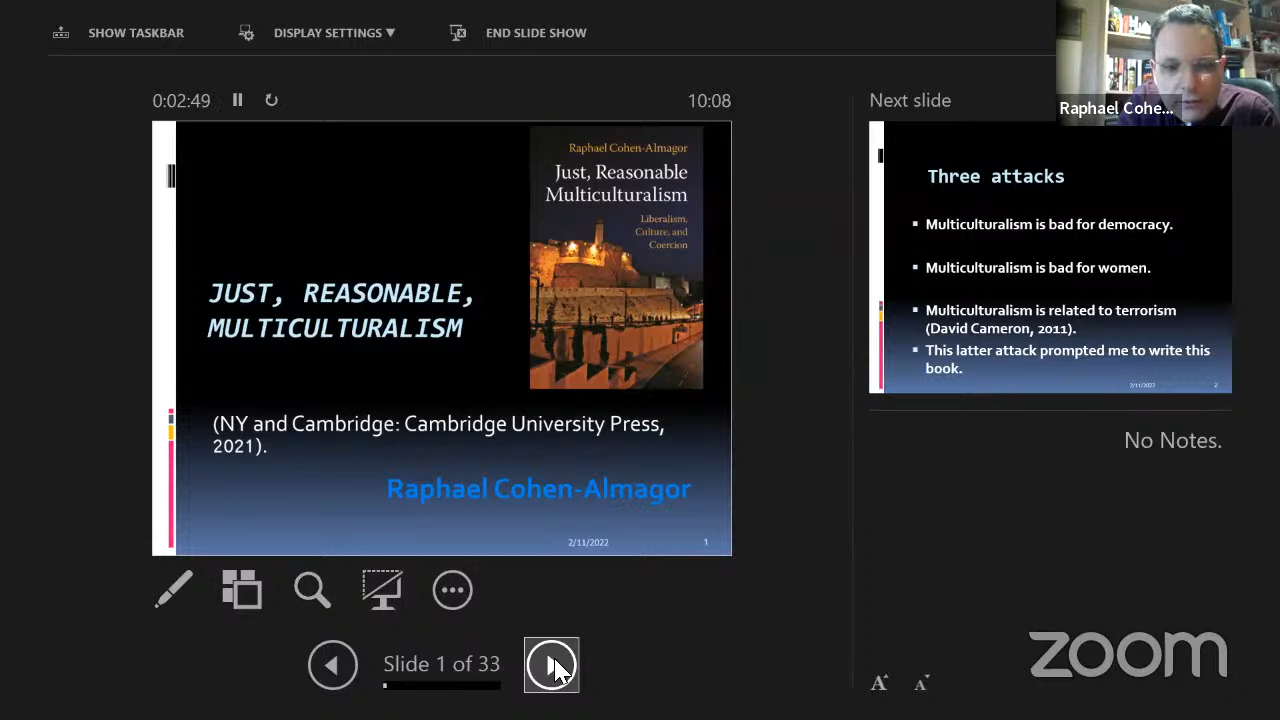 SHOW TASKBAR
DISPLAY SETTINGS ▼
END SLIDE SHOW
Raphael Cohe...
0:02:49
10:08
Next slide
Raphael Cohen-Almagor
Just, Reasonable
Multiculturalism
Liberalism,
Culture, and
Coercion
JUST, REASONABLE,
MULTICULTURALISM
(NY and Cambridge: Cambridge University Press,
2021).
Raphael Cohen-Almagor
2/11/2022
1
Three attacks
▪ Multiculturalism is bad for democracy.
▪ Multiculturalism is bad for women.
▪ Multiculturalism is related to terrorism
(David Cameron, 2011).
▪ This latter attack prompted me to write this
book.
2/11/2022
2
No Notes.
Slide 1 of 33
A A
zoom